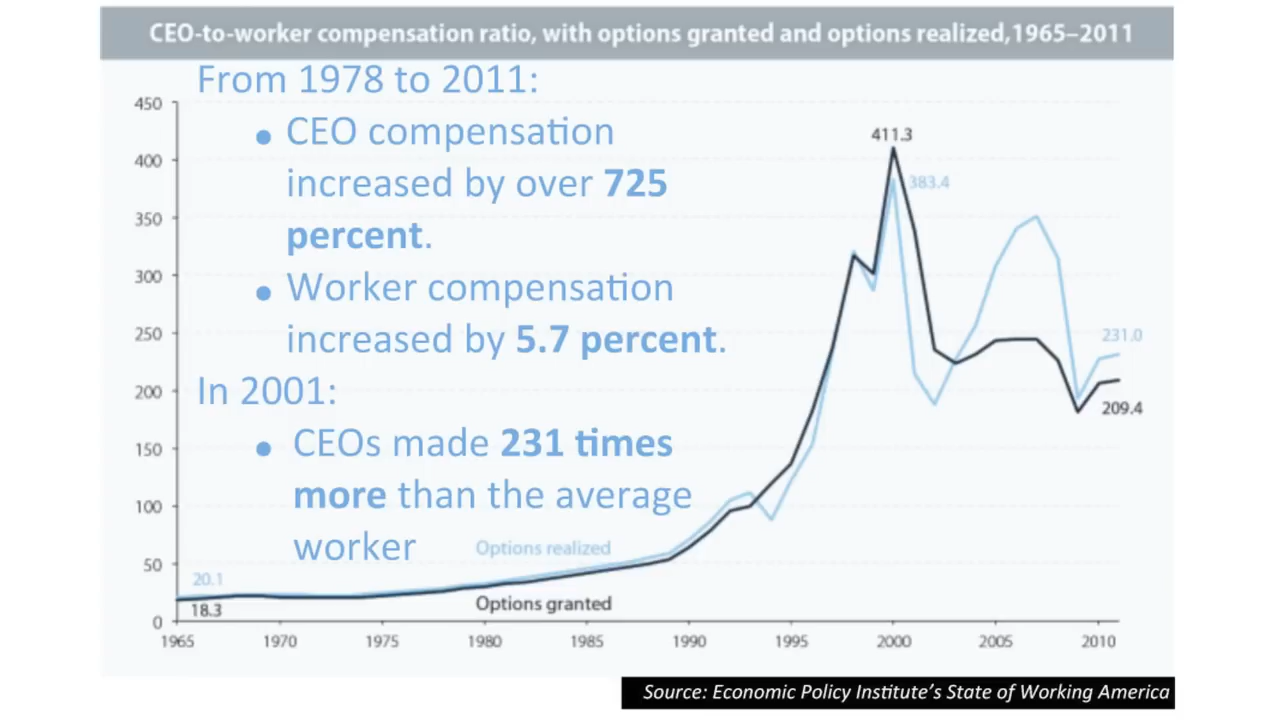 CEO-to-worker compensation ratio, with options granted and options realized,1965–2011
From 1978 to 2011:
• CEO compensation
increased by over 725
percent.
• Worker compensation
increased by 5.7 percent.
In 2001:
• CEOs made 231 times
more than the average
worker
450
400
350
300
250
200
150
100
50
0
411.3
383.4
231.0
209.4
Options realized
20.1
18.3
Options granted
1965 1970 1975 1980 1985 1990 1995 2000 2005 2010
Source: Economic Policy Institute's State of Working America